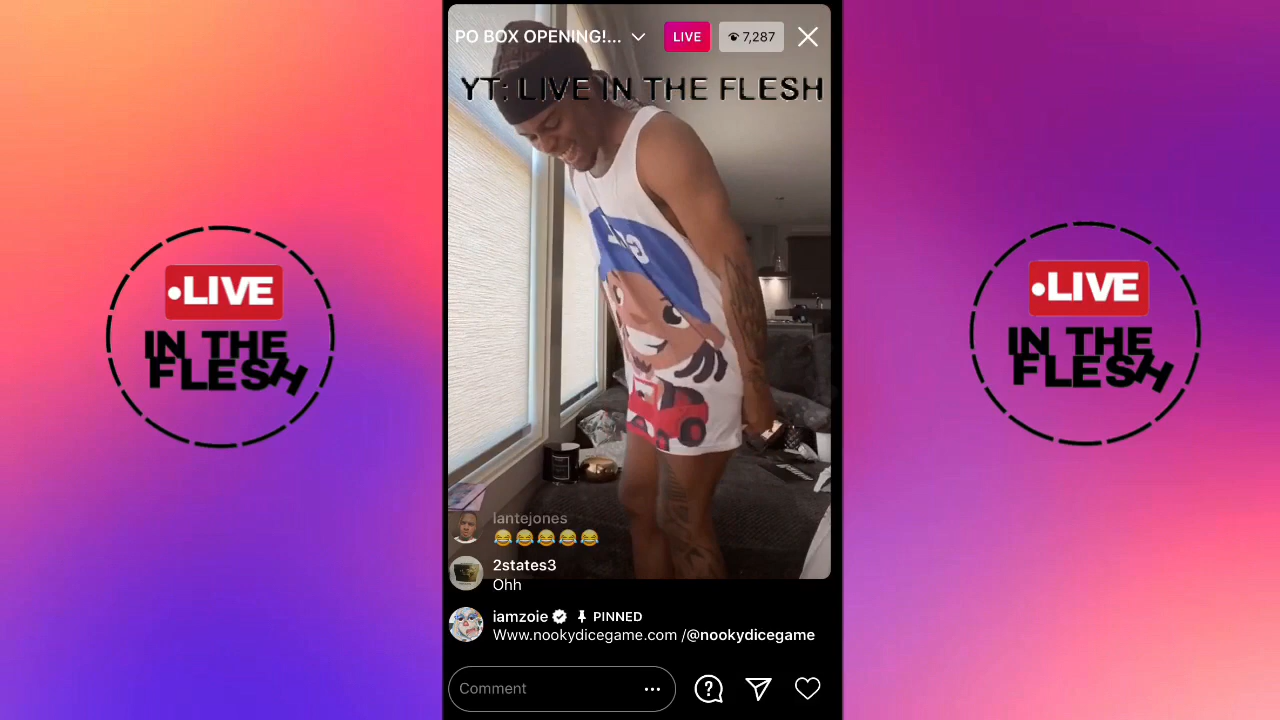 PO BOX OPENING!...
LIVE
7,287
YT: LIVE IN THE FLESH
LIVE
IN THE
FLESH
LIVE
IN THE
FLESH
lantejones
😂😂😂😂😂
2states3
Ohh
iamzoie PINNED
Www.nookydicegame.com /@nookydicegame
Comment